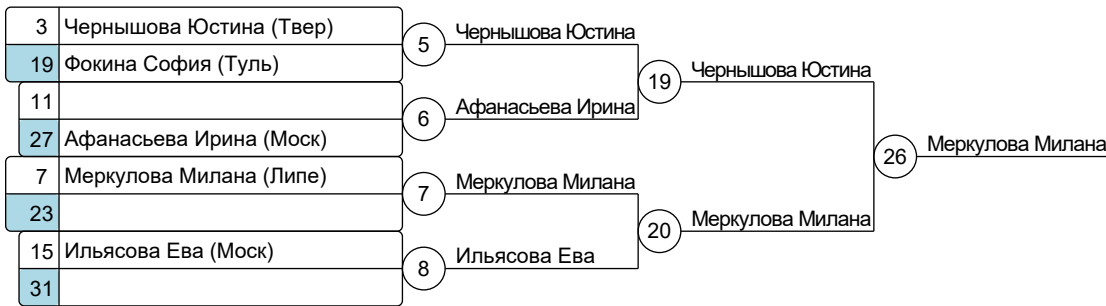 3 Чернышова Юстина (Твер)
19 Фокина София (Туль)
11
27 Афанасьева Ирина (Моск)
7 Меркулова Милана (Липе)
23
15 Ильясова Ева (Моск)
31
5 Чернышова Юстина
6 Афанасьева Ирина
7 Меркулова Милана
8 Ильясова Ева
19 Чернышова Юстина
20 Меркулова Милана
26 Меркулова Милана